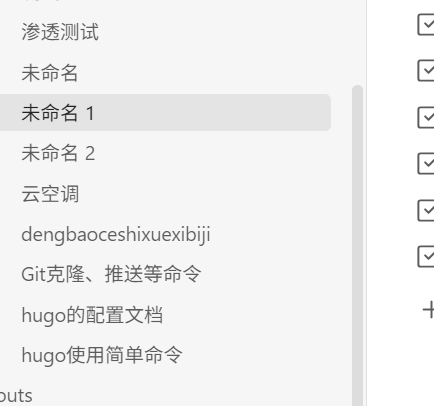 渗透测试
未命名
未命名 1
未命名 2
云空调
dengbaoceshixuexibiji
Git克隆、推送等命令
hugo的配置文档
hugo使用简单命令
outs